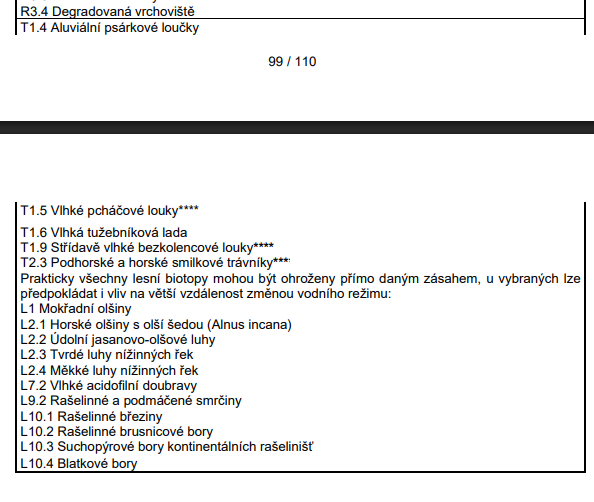 R3.4 Degradovaná vrchoviště
T1.4 Aluviální psárkové loučky
99 / 110
T1.5 Vlhké pcháčové louky****
T1.6 Vlhká tužebníková lada
T1.9 Střídavě vlhké bezkolencové louky****
T2.3 Podhorské a horské smilkové trávníky****
Prakticky všechny lesní biotopy mohou být ohroženy přímo daným zásahem, u vybraných lze
předpokládat i vliv na větší vzdálenost změnou vodního režimu:
L1 Mokřadní olšiny
L2.1 Horské olšiny s olší šedou (Alnus incana)
L2.2 Údolní jasanovo-olšové luhy
L2.3 Tvrdé luhy nížinných řek
L2.4 Měkké luhy nížinných řek
L7.2 Vlhké acidofilní doubravy
L9.2 Rašelinné a podmáčené smrčiny
L10.1 Rašelinné březiny
L10.2 Rašelinné brusnicové bory
L10.3 Suchopýrové bory kontinentálních rašelinišť
L10.4 Blatkové bory